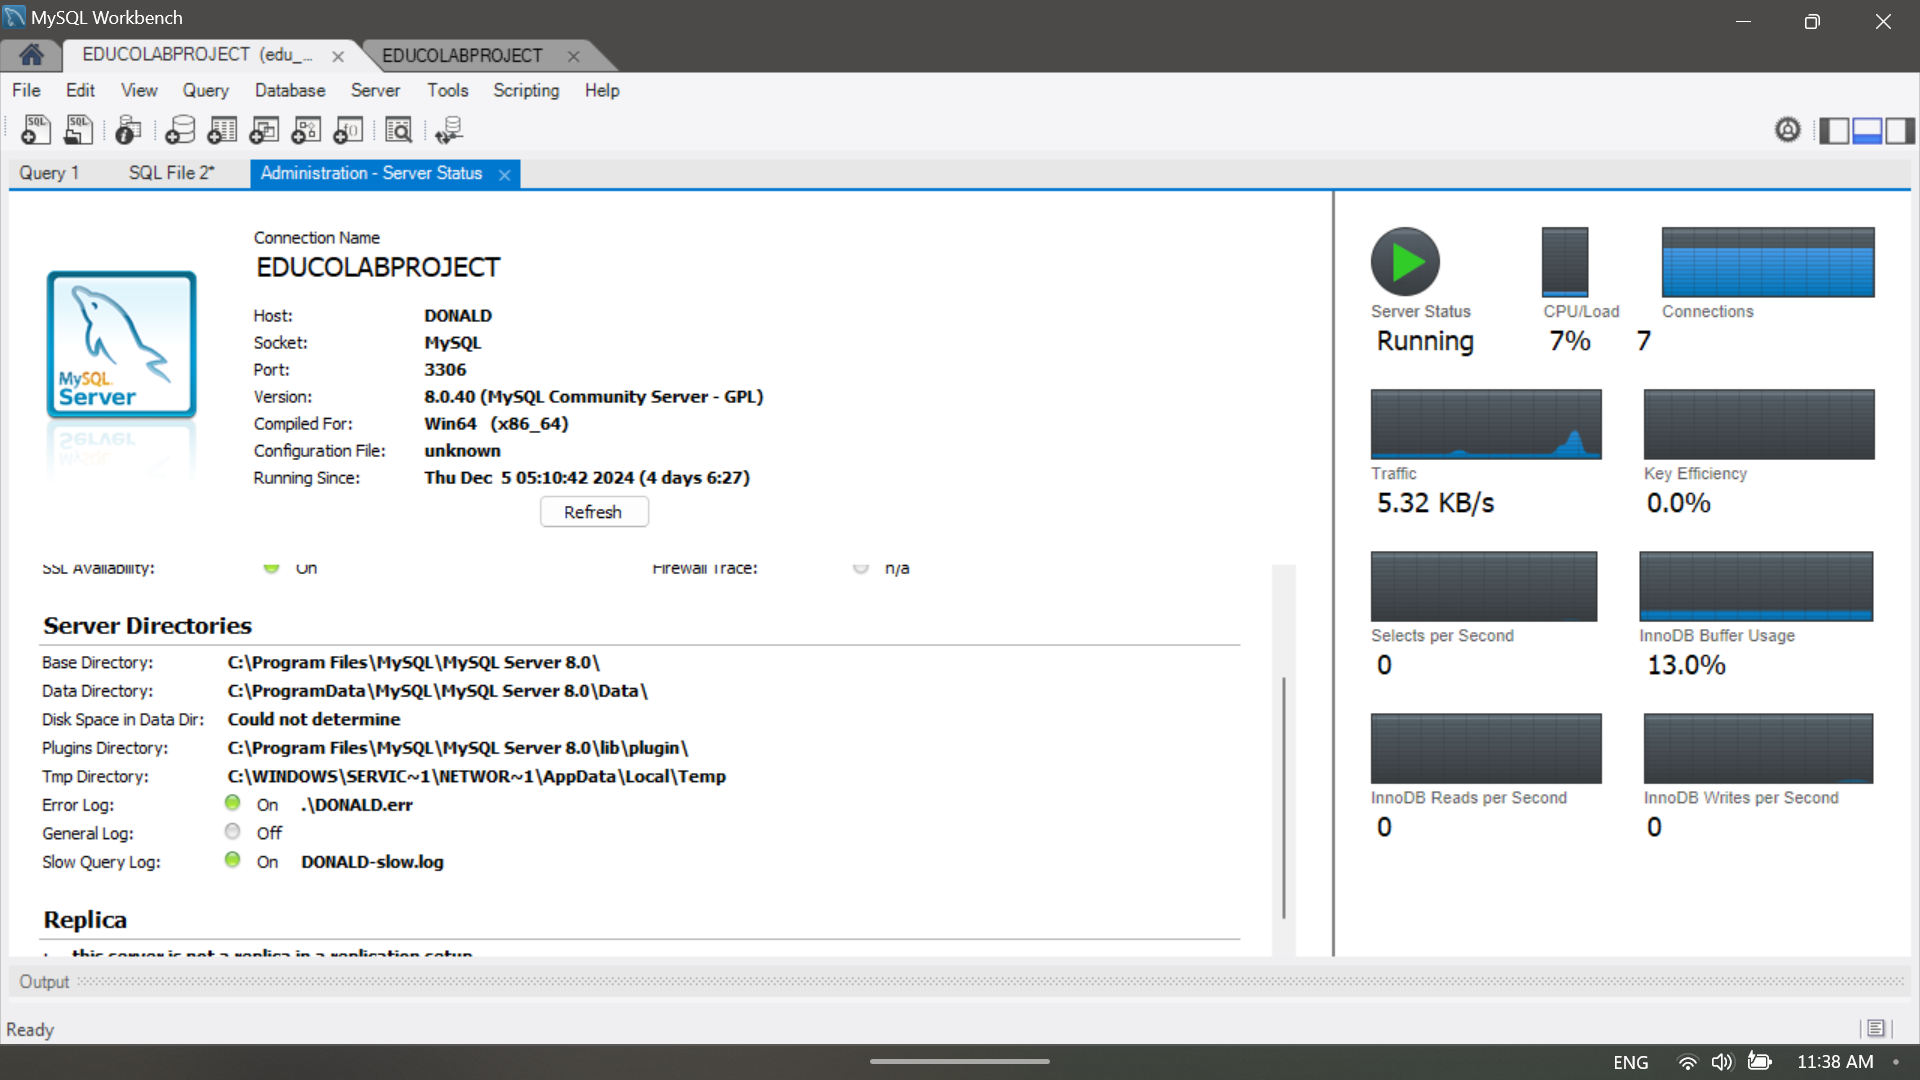 MySQL Workbench
EDUCOLABPROJECT (edu_...
EDUCOLABPROJECT
File Edit View Query Database Server Tools Scripting Help
Query 1 SQL File 2* Administration - Server Status
Connection Name
EDUCOLABPROJECT
Host: DONALD
Socket: MySQL
Port: 3306
Version: 8.0.40 (MySQL Community Server - GPL)
Compiled For: Win64 (x86_64)
Configuration File: unknown
Running Since: Thu Dec 5 05:10:42 2024 (4 days 6:27)
Refresh
MySQL
Server
SSL Availability: On Firewall Trace: n/a
Server Directories
Base Directory: C:\Program Files\MySQL\MySQL Server 8.0\
Data Directory: C:\ProgramData\MySQL\MySQL Server 8.0\Data\
Disk Space in Data Dir: Could not determine
Plugins Directory: C:\Program Files\MySQL\MySQL Server 8.0\lib\plugin\
Tmp Directory: C:\WINDOWS\SERVIC~1\NETWOR~1\AppData\Local\Temp
Error Log: On .\DONALD.err
General Log: Off
Slow Query Log: On DONALD-slow.log
Replica
this server is not a replica in a replication setup
Server Status CPU/Load Connections
Running 7% 7
Traffic Key Efficiency
5.32 KB/s 0.0%
Selects per Second InnoDB Buffer Usage
0 13.0%
InnoDB Reads per Second InnoDB Writes per Second
0 0
Output
Ready
ENG 11:38 AM